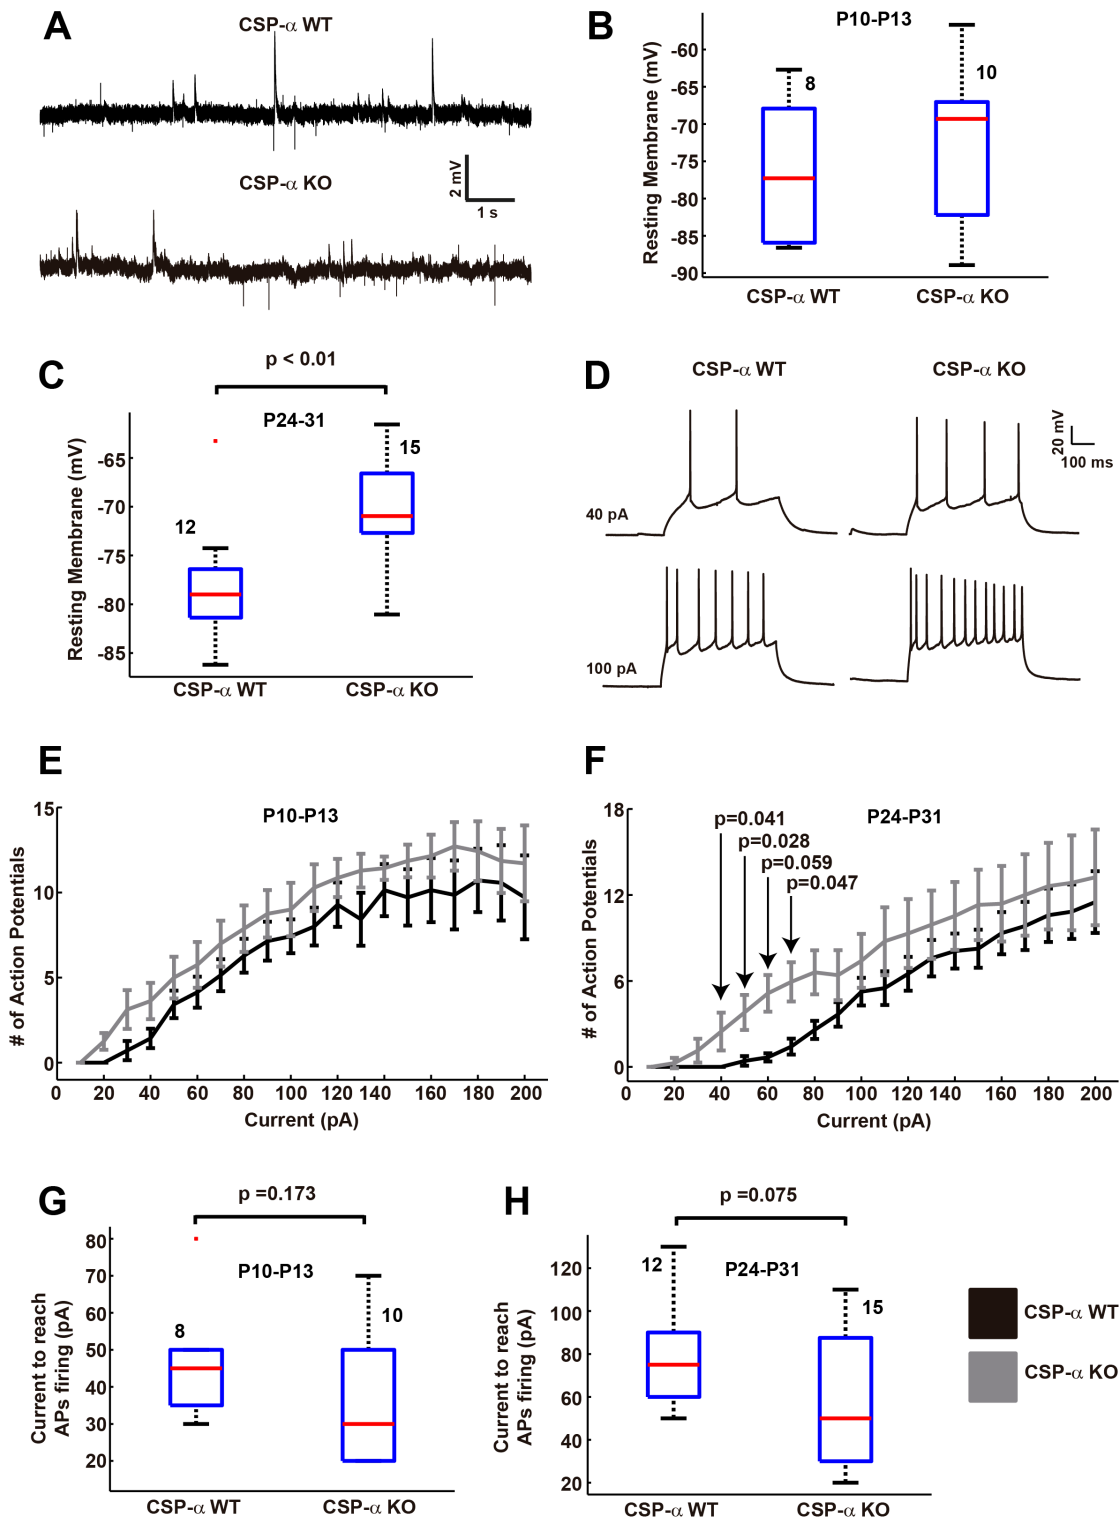 A
CSP-α WT
CSP-α KO
2 mV
1 s
B
P10-P13
Resting Membrane (mV)
-60
-65
-70
-75
-80
-85
-90
8
10
CSP-α WT
CSP-α KO
C
p < 0.01
P24-31
Resting Membrane (mV)
-65
-70
-75
-80
-85
12
15
CSP-α WT
CSP-α KO
D
CSP-α WT
CSP-α KO
20 mV
100 ms
40 pA
100 pA
E
P10-P13
# of Action Potentials
15
10
5
0
0 20 40 60 80 100 120 140 160 180 200
Current (pA)
F
P24-P31
p=0.041
p=0.028
p=0.059
p=0.047
# of Action Potentials
18
12
6
0
0 20 40 60 80 100 120 140 160 180 200
Current (pA)
G
p =0.173
P10-P13
Current to reach
APs firing (pA)
80
70
60
50
40
30
20
8
10
CSP-α WT
CSP-α KO
H
p =0.075
P24-P31
Current to reach
APs firing (pA)
120
100
80
60
40
20
12
15
CSP-α WT
CSP-α KO
CSP-α WT
CSP-α KO